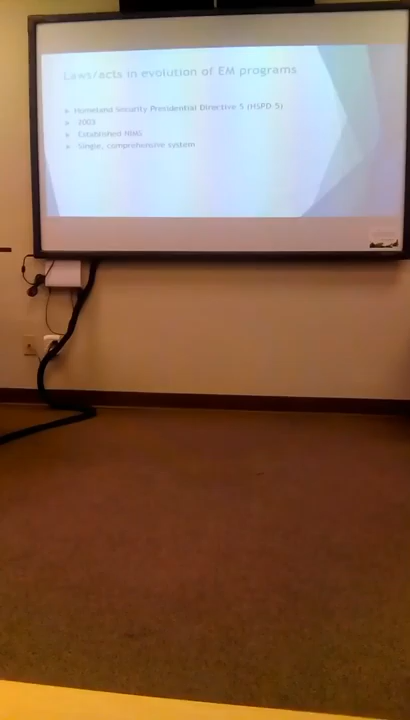 Laws/acts in evolution of EM programs
Homeland Security Presidential Directive 5 (HSPD-5)
2003
Established NIMS
Single, comprehensive system